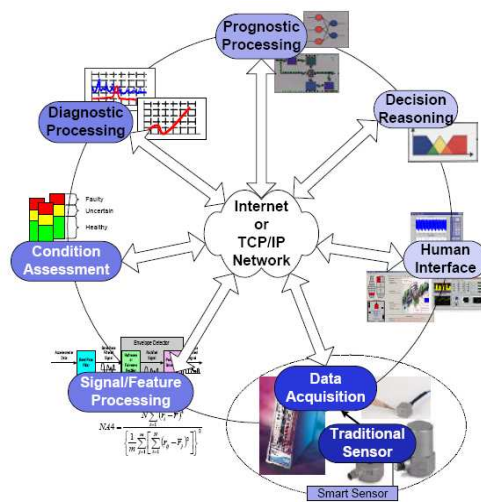 Prognostic
Processing
Diagnostic
Processing
Decision
Reasoning
Internet
or
TCP/IP
Network
Faulty
Uncertain
Healthy
Condition
Assessment
Human
Interface
Envelope Detector
Signal/Feature
Processing
Data
Acquisition
Traditional
Sensor
Smart Sensor